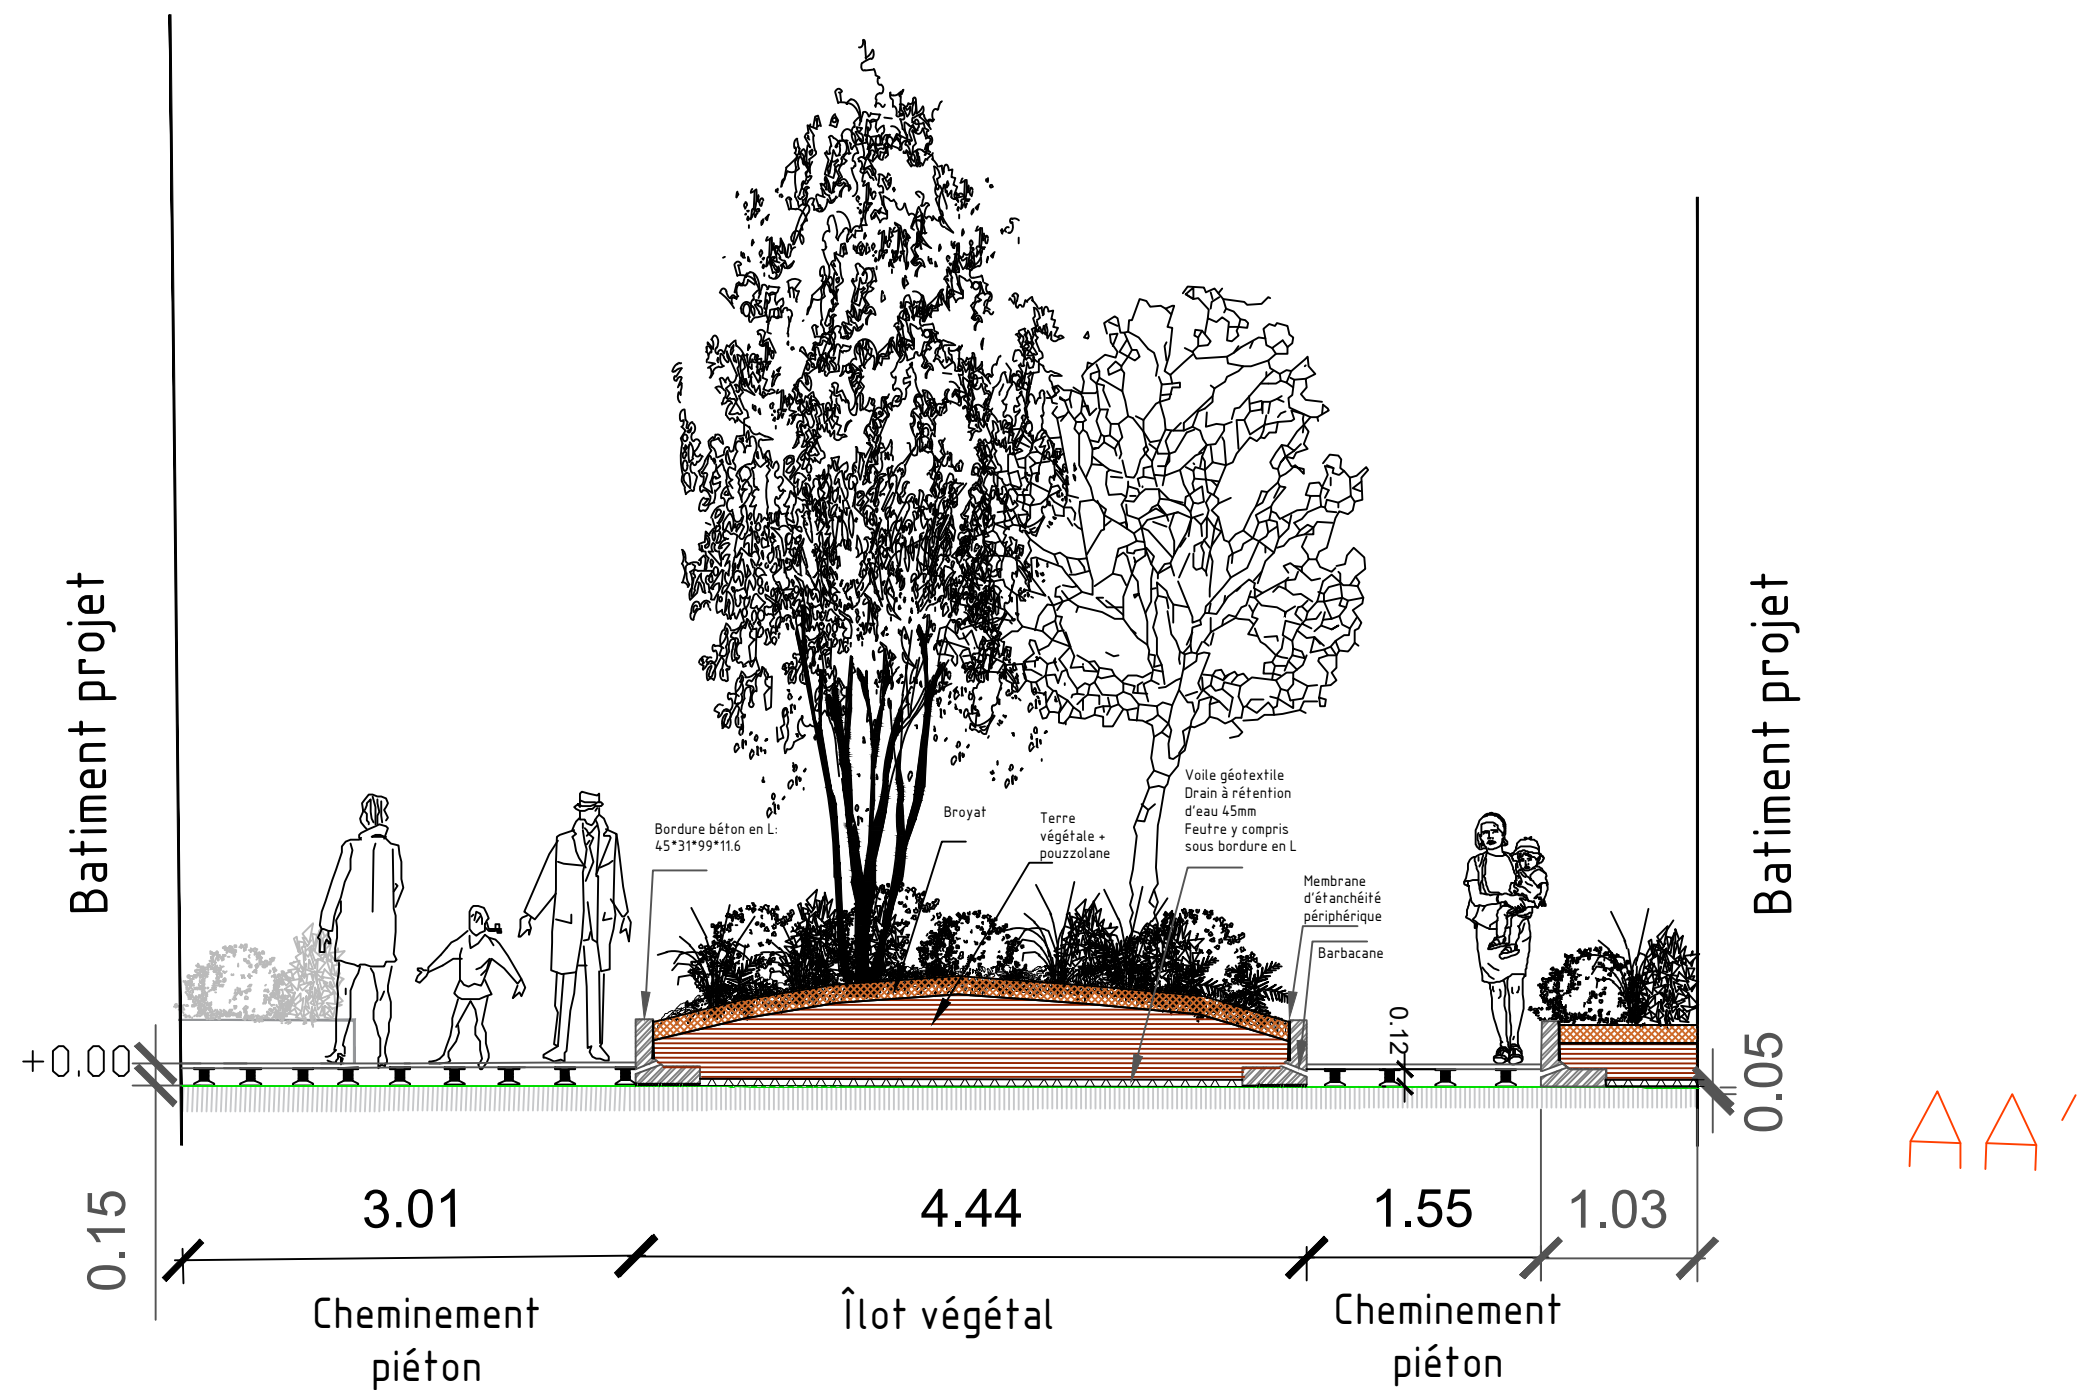 Batiment projet
Bordure béton en L:
45*31*99*11.6
Broyat
Terre
végétale +
pouzzolane
Voile géotextile
Drain à rétention
d'eau 45mm
Feutre y compris
sous bordure en L
Membrane
d'étanchéité
périphérique
Barbacane
Batiment projet
+0.00
0.12
0.05
0.15
3.01
4.44
1.55
1.03
Cheminement
piéton
Îlot végétal
Cheminement
piéton
AA'